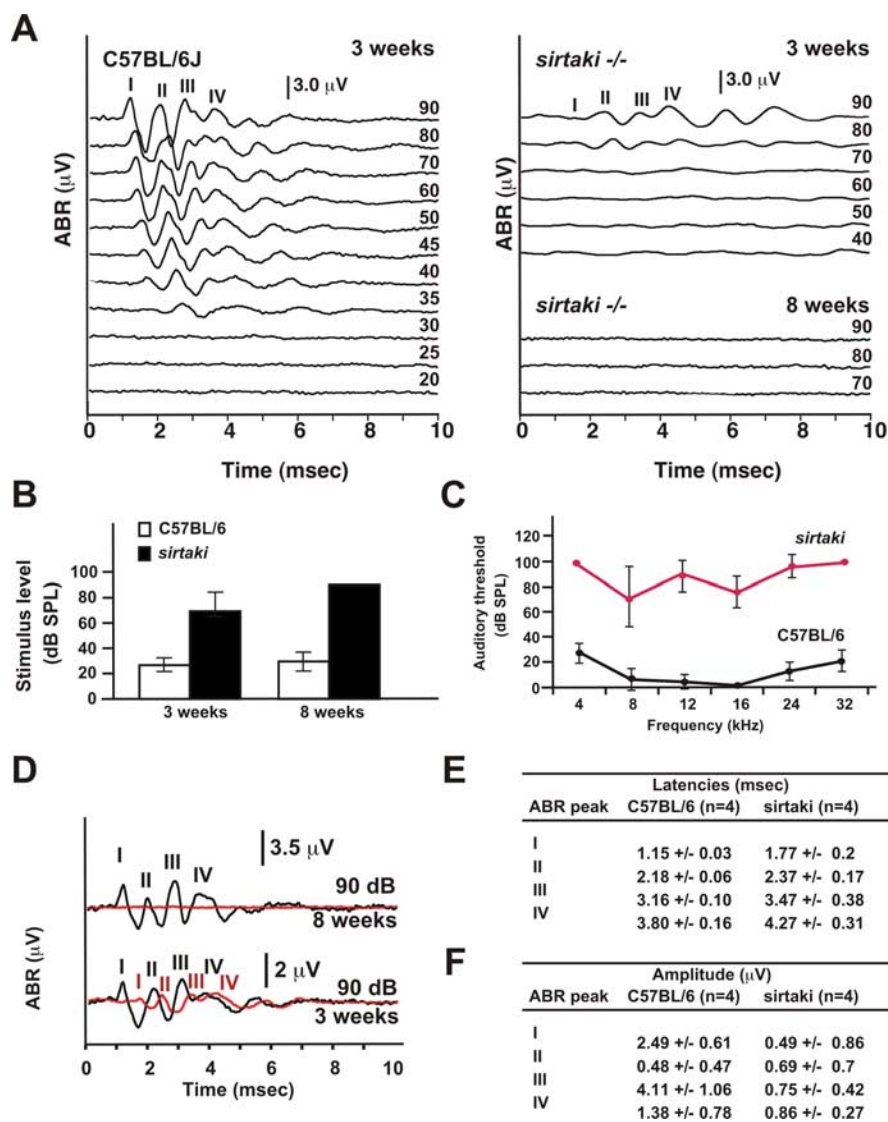 A
C57BL/6J
3 weeks
I II III IV
3.0 μV
90
80
70
60
50
45
40
35
30
25
20
ABR (μV)
0 2 4 6 8 10
Time (msec)
sirtaki -/-
3 weeks
I II III IV
3.0 μV
90
80
70
60
50
40
sirtaki -/-
8 weeks
90
80
70
ABR (μV)
0 2 4 6 8 10
Time (msec)
B
C57BL/6
sirtaki
Stimulus level
(dB SPL)
100
80
60
40
20
0
3 weeks
8 weeks
C
Auditory threshold
(dB SPL)
120
100
80
60
40
20
0
sirtaki
C57BL/6
4 8 12 16 24 32
Frequency (kHz)
D
I II III IV
3.5 μV
90 dB
8 weeks
I I II II III III IV IV
2 μV
90 dB
3 weeks
ABR (μV)
0 2 4 6 8 10
Time (msec)
E
Latencies (msec)
ABR peak C57BL/6 (n=4) sirtaki (n=4)
I
1.15 +/- 0.03 1.77 +/- 0.2
II
2.18 +/- 0.06 2.37 +/- 0.17
III
3.16 +/- 0.10 3.47 +/- 0.38
IV
3.80 +/- 0.16 4.27 +/- 0.31
F
Amplitude (μV)
ABR peak C57BL/6 (n=4) sirtaki (n=4)
I
2.49 +/- 0.61 0.49 +/- 0.86
II
0.48 +/- 0.47 0.69 +/- 0.7
III
4.11 +/- 1.06 0.75 +/- 0.42
IV
1.38 +/- 0.78 0.86 +/- 0.27